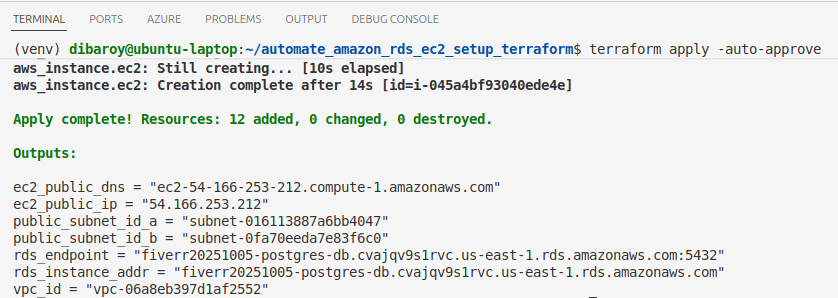 TERMINAL PORTS AZURE PROBLEMS OUTPUT DEBUG CONSOLE
(venv) dibaroy@ubuntu-laptop:~/automate_amazon_rds_ec2_setup_terraform$ terraform apply -auto-approve
aws_instance.ec2: Still creating... [10s elapsed]
aws_instance.ec2: Creation complete after 14s [id=i-045a4bf93040ede4e]
Apply complete! Resources: 12 added, 0 changed, 0 destroyed.
Outputs:
ec2_public_dns = "ec2-54-166-253-212.compute-1.amazonaws.com"
ec2_public_ip = "54.166.253.212"
public_subnet_id_a = "subnet-016113887a6bb4047"
public_subnet_id_b = "subnet-0fa70eeda7e83f6c0"
rds_endpoint = "fiverr20251005-postgres-db.cvajqv9s1rvc.us-east-1.rds.amazonaws.com:5432"
rds_instance_addr = "fiverr20251005-postgres-db.cvajqv9s1rvc.us-east-1.rds.amazonaws.com"
vpc_id = "vpc-06a8eb397d1af2552"